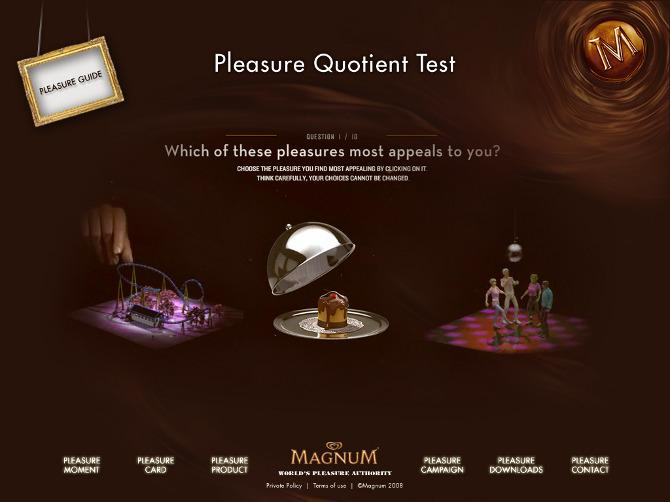 PLEASURE GUIDE
Pleasure Quotient Test
M
QUESTION 1 / 10
Which of these pleasures most appeals to you?
CHOOSE THE PLEASURE YOU FIND MOST APPEALING BY CLICKING ON IT.
THINK CAREFULLY, YOUR CHOICES CANNOT BE CHANGED.
PLEASURE MOMENT
PLEASURE CARD
PLEASURE PRODUCT
MAGNUM
WORLD'S PLEASURE AUTHORITY
PLEASURE CAMPAIGN
PLEASURE DOWNLOADS
PLEASURE CONTACT
Privacy Policy | Terms of use | ©Magnum 2008